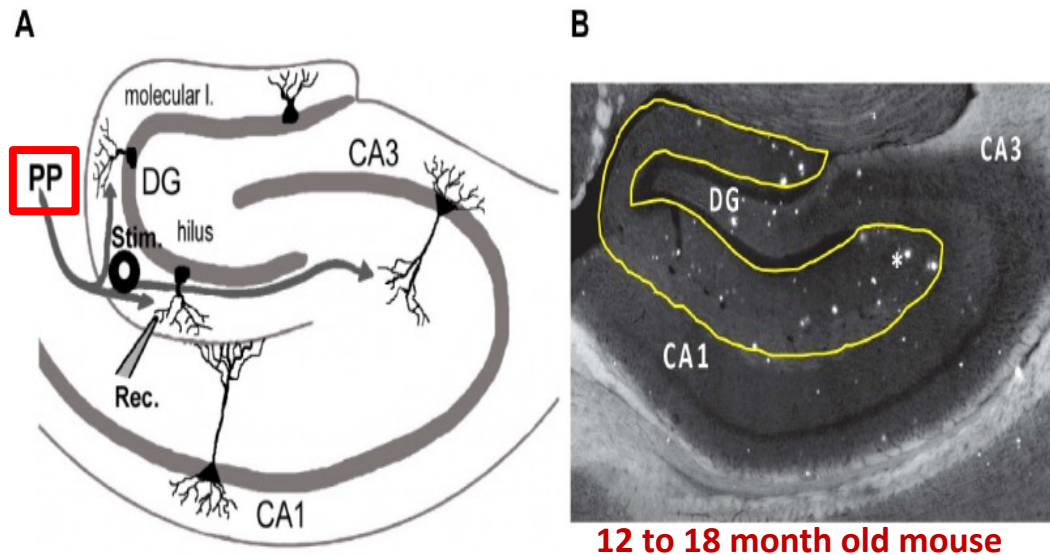 A
molecular l.
PP
DG
CA3
Stim.
hilus
Rec.
CA1
B
CA3
DG
*
CA1
12 to 18 month old mouse